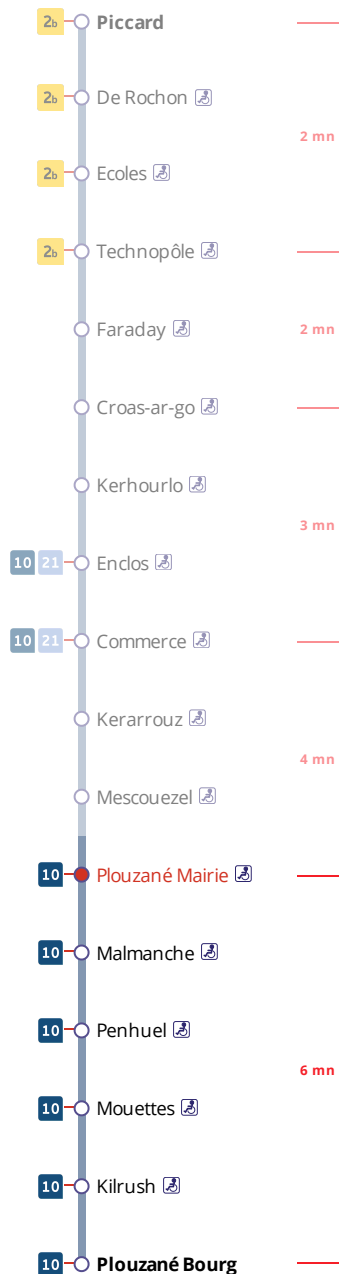 2b Piccard
2b De Rochon
2 mn
2b Ecoles
2b Technopôle
Faraday 2 mn
Croas-ar-go
Kerhourlo
3 mn
10 21 Enclos
10 21 Commerce
Kerarrouz
4 mn
Mescouezel
10 Plouzané Mairie
10 Malmanche
10 Penhuel
6 mn
10 Mouettes
10 Kilrush
10 Plouzané Bourg